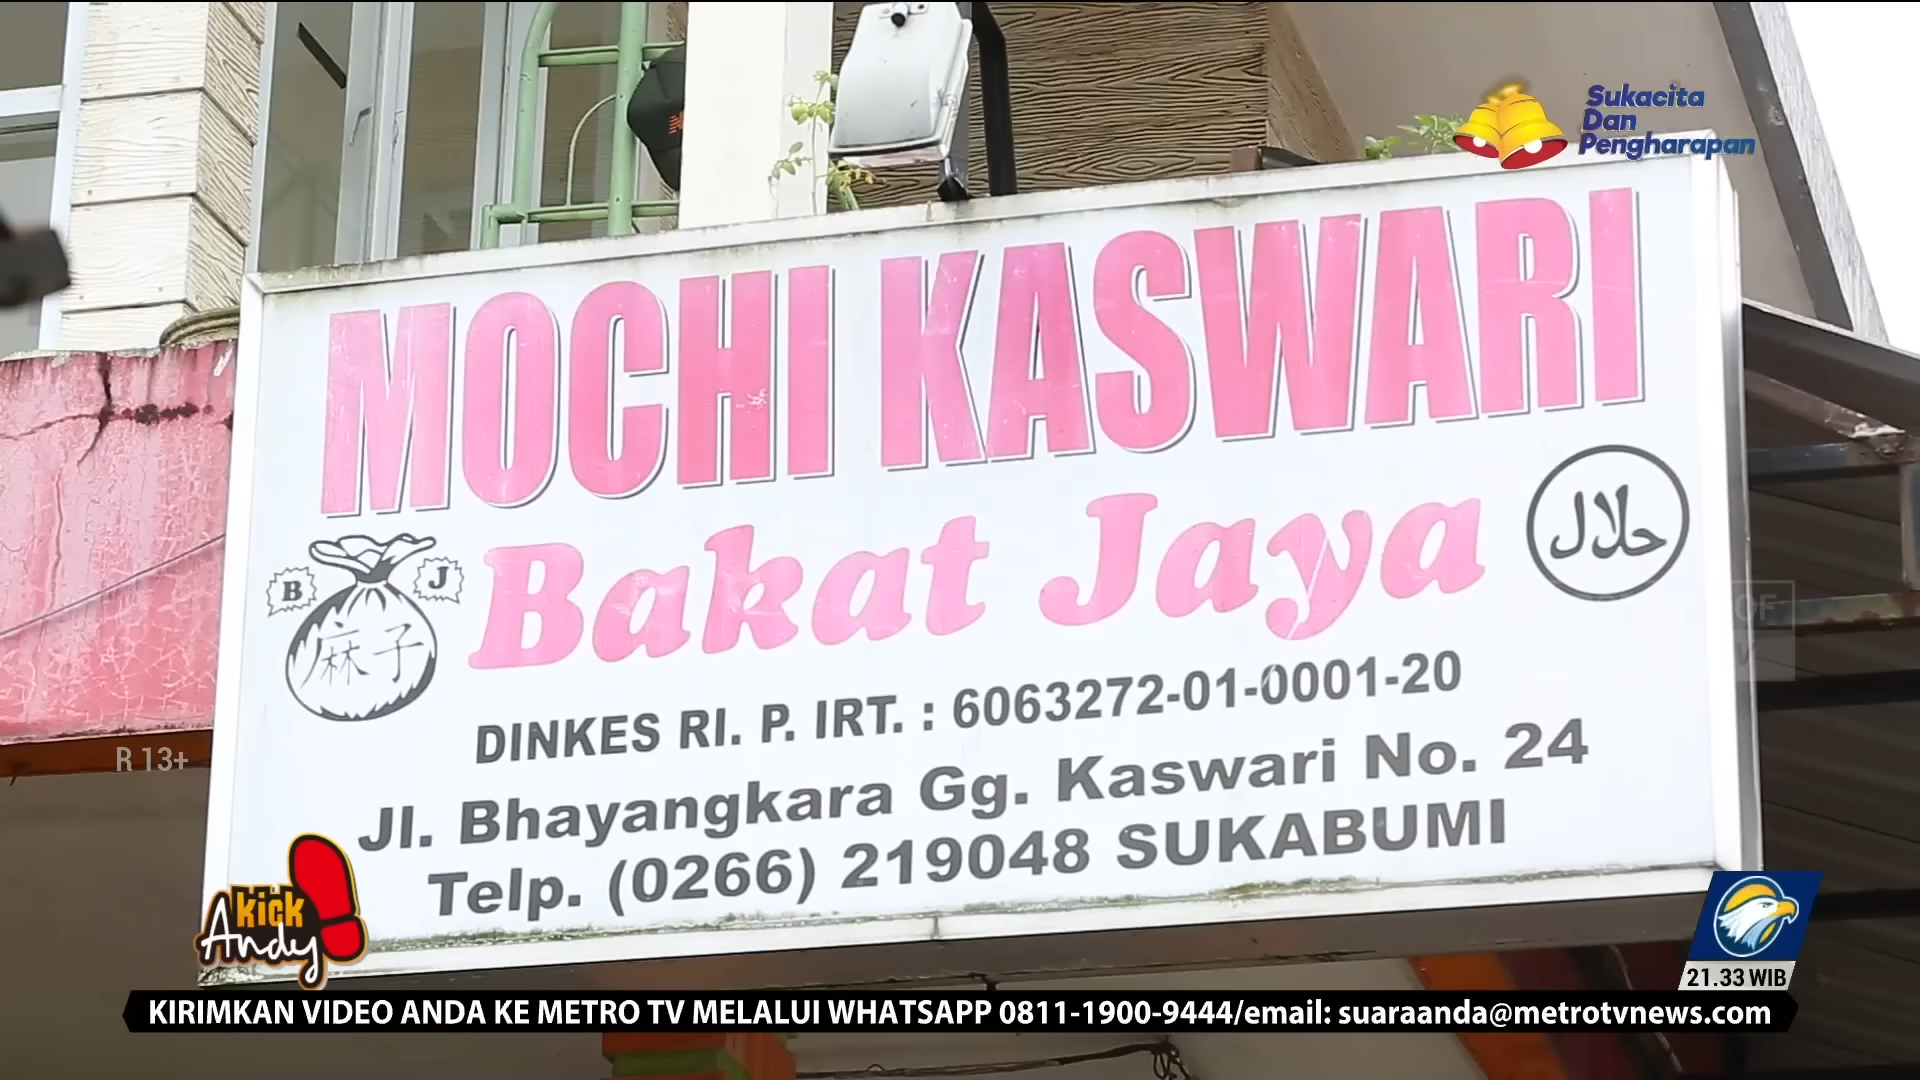 Sukacita
Dan
Pengharapan
MOCHI KASWARI
Bakat Jaya
B
J
麻子
حلال
DINKES RI. P. IRT. : 6063272-01-0001-20
Jl. Bhayangkara Gg. Kaswari No. 24
Telp. (0266) 219048 SUKABUMI
R 13+
kick
Andy
21.33 WIB
KIRIMKAN VIDEO ANDA KE METRO TV MELALUI WHATSAPP 0811-1900-9444/email: suaraanda@metrotvnews.com